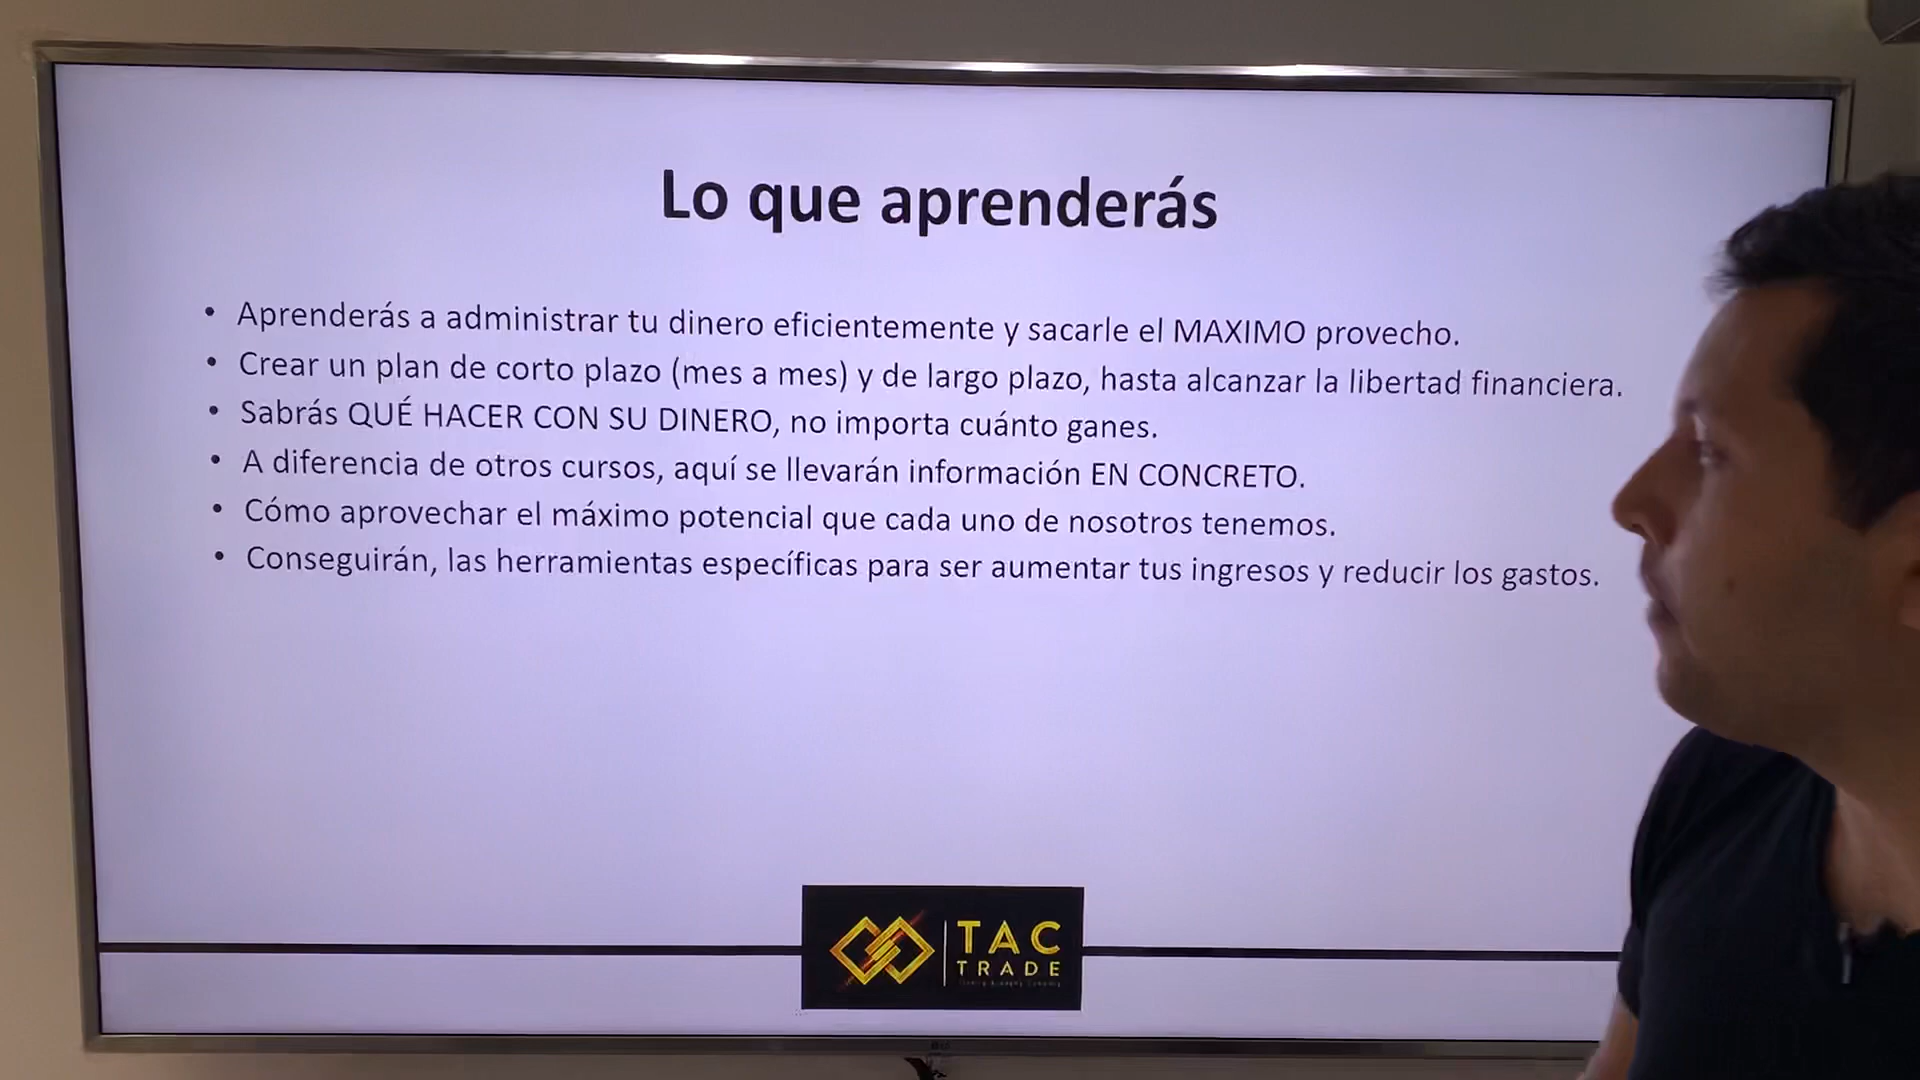 Lo que aprenderás
• Aprenderás a administrar tu dinero eficientemente y sacarle el MAXIMO provecho.
• Crear un plan de corto plazo (mes a mes) y de largo plazo, hasta alcanzar la libertad financiera.
• Sabrás QUÉ HACER CON SU DINERO, no importa cuánto ganes.
• A diferencia de otros cursos, aquí se llevarán información EN CONCRETO.
• Cómo aprovechar el máximo potencial que cada uno de nosotros tenemos.
• Conseguirán, las herramientas específicas para ser aumentar tus ingresos y reducir los gastos.
TAC
TRADE